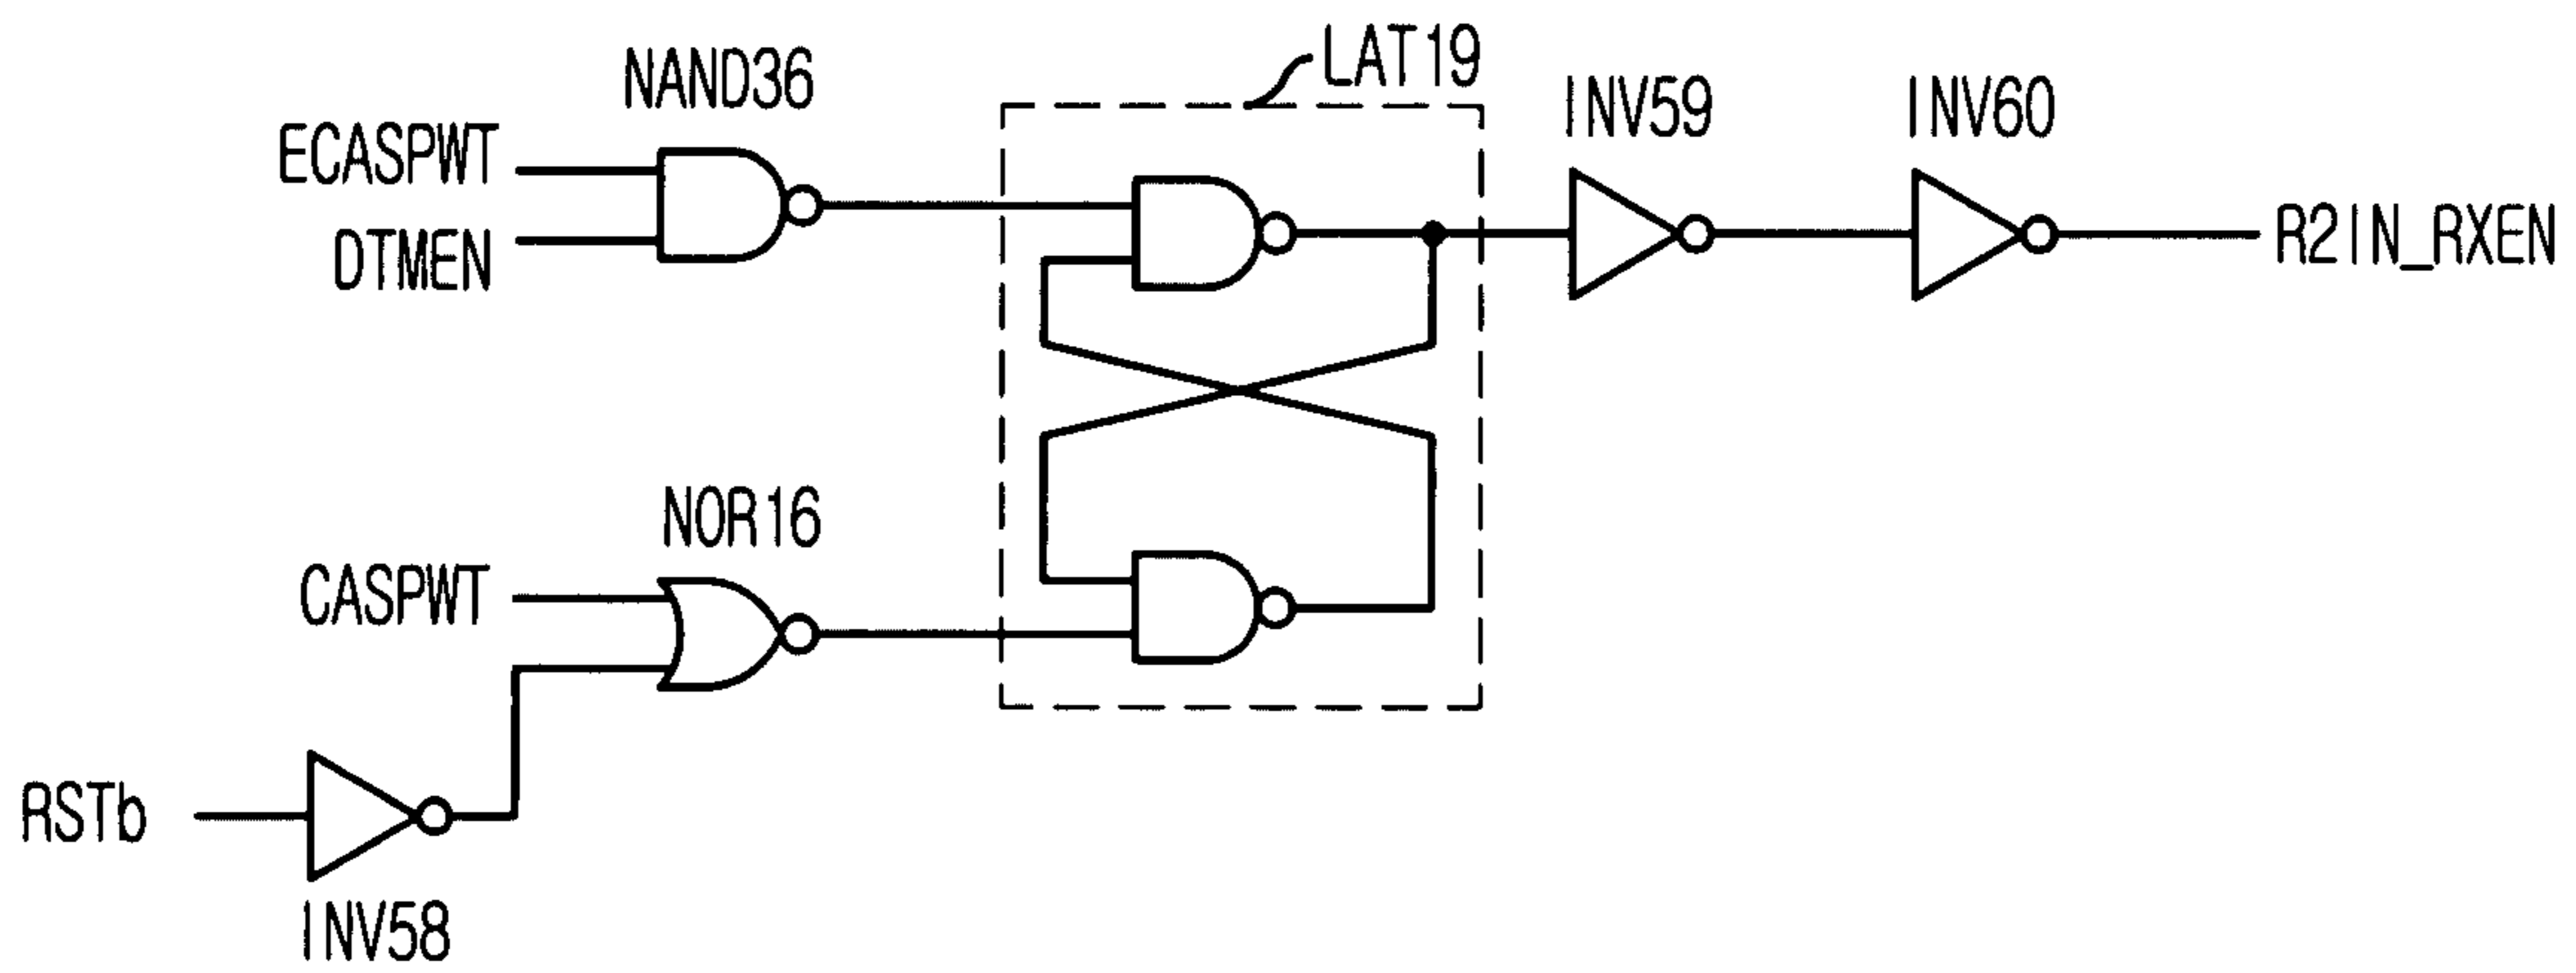 LAT19
NAND36
INV59
INV60
ECASPWT
DTMEN
R2IN_RXEN
NOR16
CASPWT
RSTb
INV58